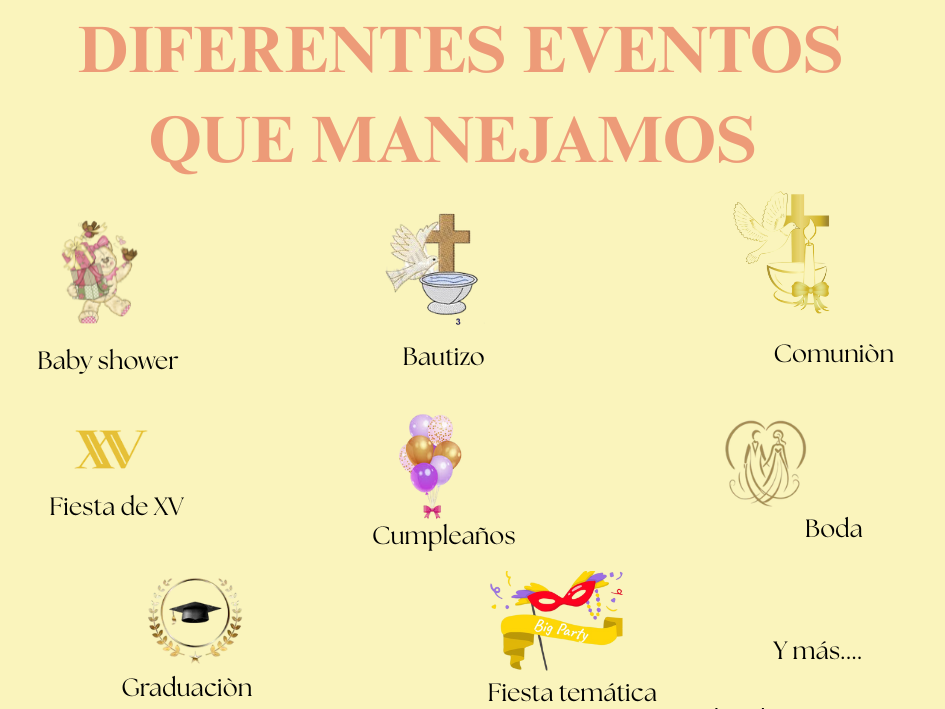 DIFERENTES EVENTOS
QUE MANEJAMOS
3
Baby shower
Bautizo
Comuniòn
XV
Fiesta de XV
Cumpleaños
Boda
Big Party
Graduaciòn
Fiesta temática
Y más....